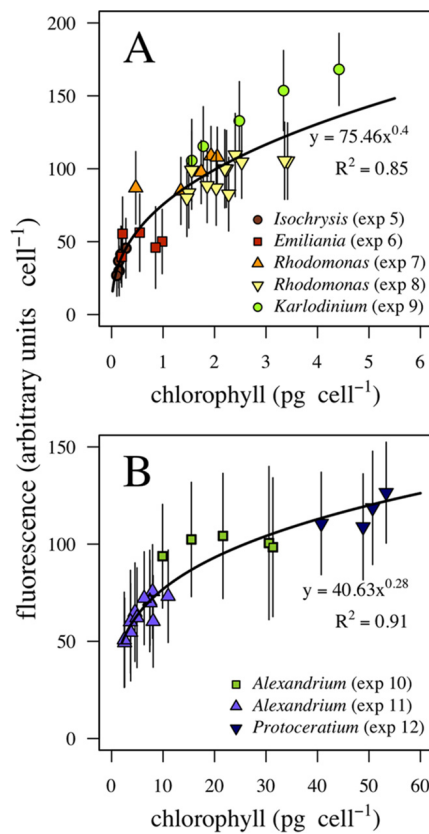 A
200
150
100
50
0
y = 75.46x^0.4
R² = 0.85
Isochrysis (exp 5)
Emiliania (exp 6)
Rhodomonas (exp 7)
Rhodomonas (exp 8)
Karlodinium (exp 9)
0 1 2 3 4 5 6
chlorophyll (pg cell⁻¹)
fluorescence (arbitrary units cell⁻¹)
B
150
100
50
0
y = 40.63x^0.28
R² = 0.91
Alexandrium (exp 10)
Alexandrium (exp 11)
Protoceratium (exp 12)
0 10 20 30 40 50 60
chlorophyll (pg cell⁻¹)